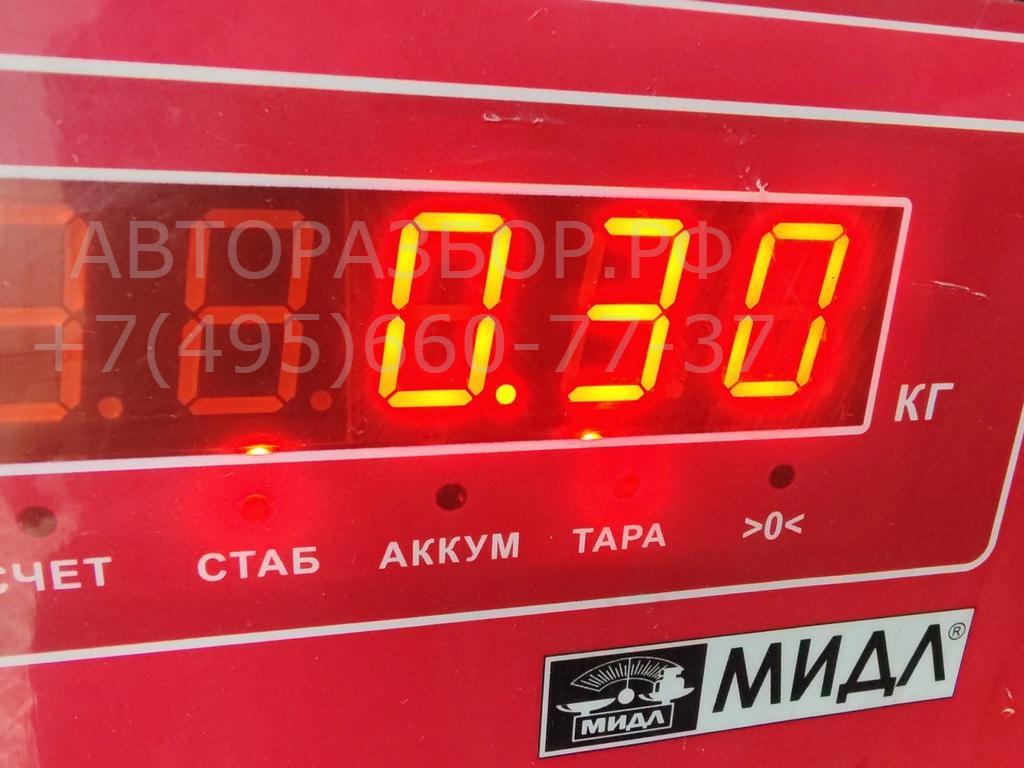 АВТОРАЗБОР.РФ
+7(495)660-77-37
0.30
КГ
СЧЕТ СТАБ АККУМ ТАРА >0<
МИДЛ®
МИДЛ